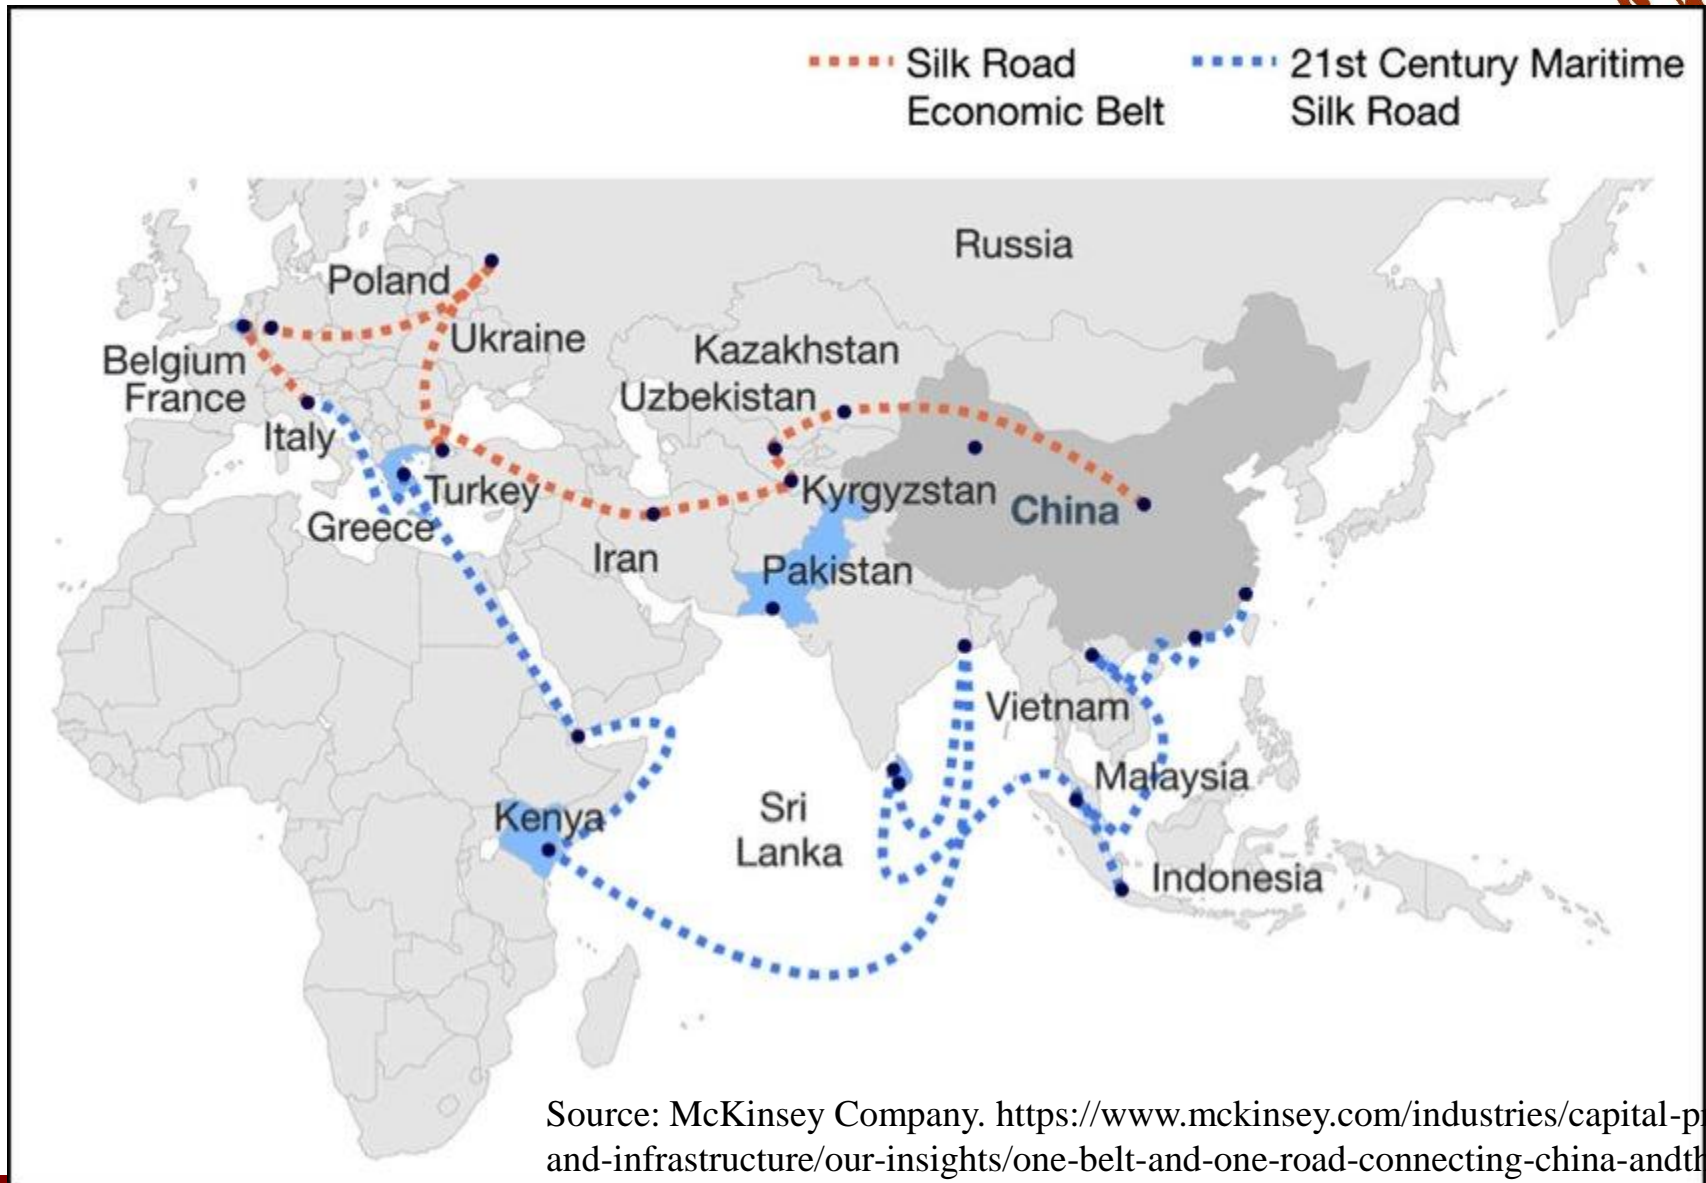 Silk Road
Economic Belt
21st Century Maritime
Silk Road
Russia
Poland
Ukraine
Belgium
France
Kazakhstan
Uzbekistan
Italy
Turkey
Kyrgyzstan
China
Greece
Iran
Pakistan
Vietnam
Malaysia
Kenya
Sri
Lanka
Indonesia
Source: McKinsey Company. https://www.mckinsey.com/industries/capital-p
and-infrastructure/our-insights/one-belt-and-one-road-connecting-china-andth